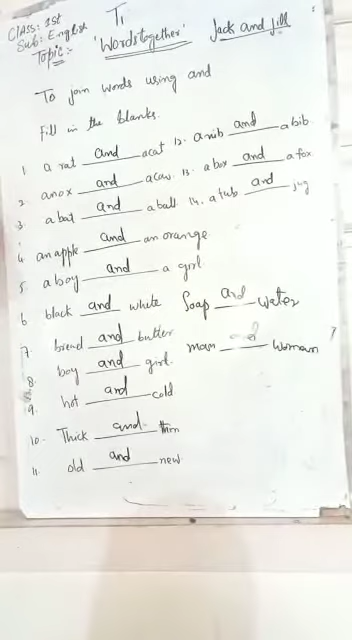 Ti
CLASS: 1st
Sub: English
Topic: 'Words together' Jack and jill
To join words using and
Fill in the blanks.
1 a rat and a cat 12. a nib and a bib.
2 an ox and a cow. 13. a box and a fox
3. a bat and a ball 14. a tub and jug
4. an apple and an orange
5. a boy and a girl
6 black and white Soap and water
7. bread and butter man and woman
8. boy and girl.
9. hot and cold
10. Thick and thin
11. old and new